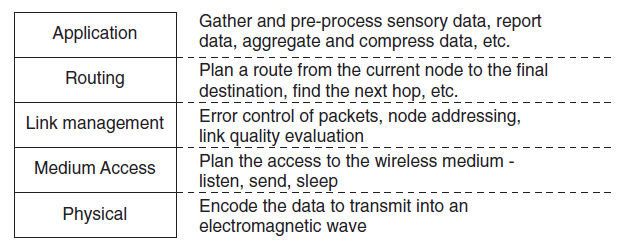 Application
Gather and pre-process sensory data, report
data, aggregate and compress data, etc.
Routing
Plan a route from the current node to the final
destination, find the next hop, etc.
Link management
Error control of packets, node addressing,
link quality evaluation
Medium Access
Plan the access to the wireless medium -
listen, send, sleep
Physical
Encode the data to transmit into an
electromagnetic wave